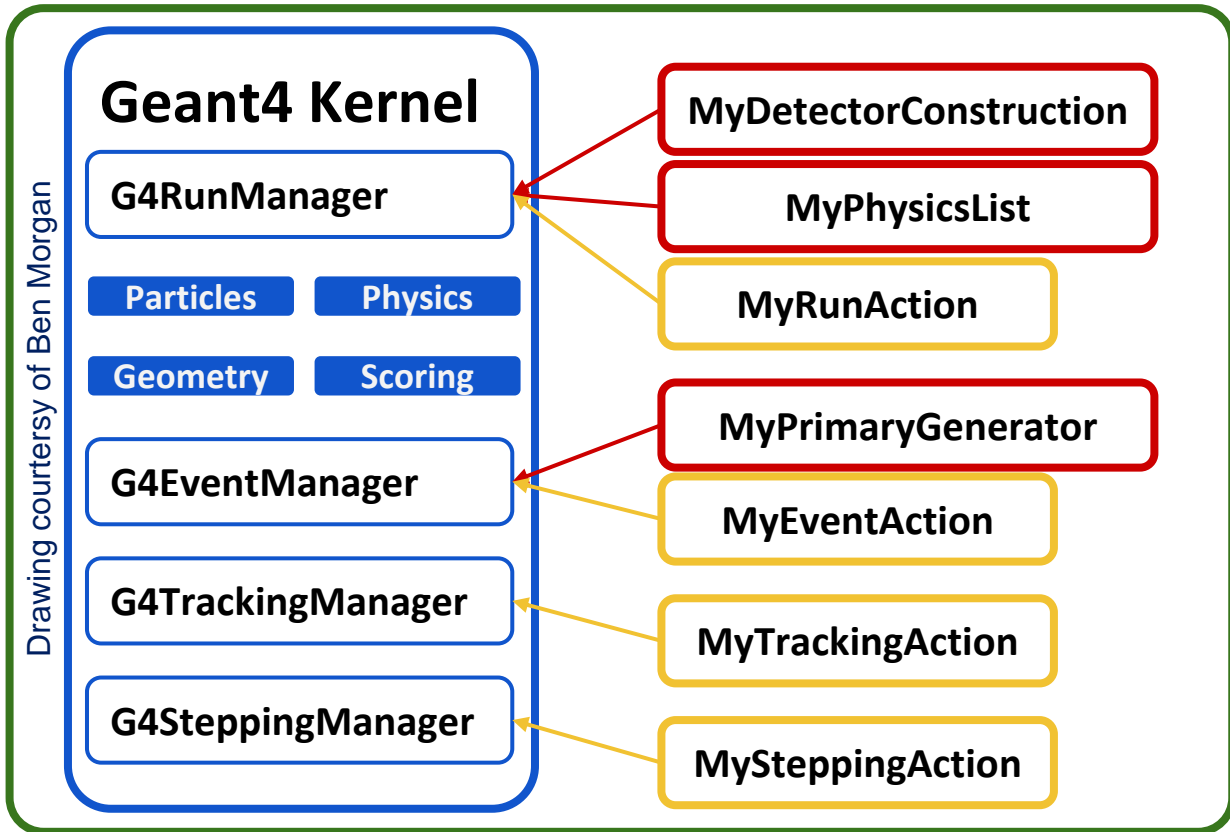 Geant4 Kernel
G4RunManager
Particles
Physics
Geometry
Scoring
G4EventManager
G4TrackingManager
G4SteppingManager
MyDetectorConstruction
MyPhysicsList
MyRunAction
MyPrimaryGenerator
MyEventAction
MyTrackingAction
MySteppingAction
Drawing courtersy of Ben Morgan